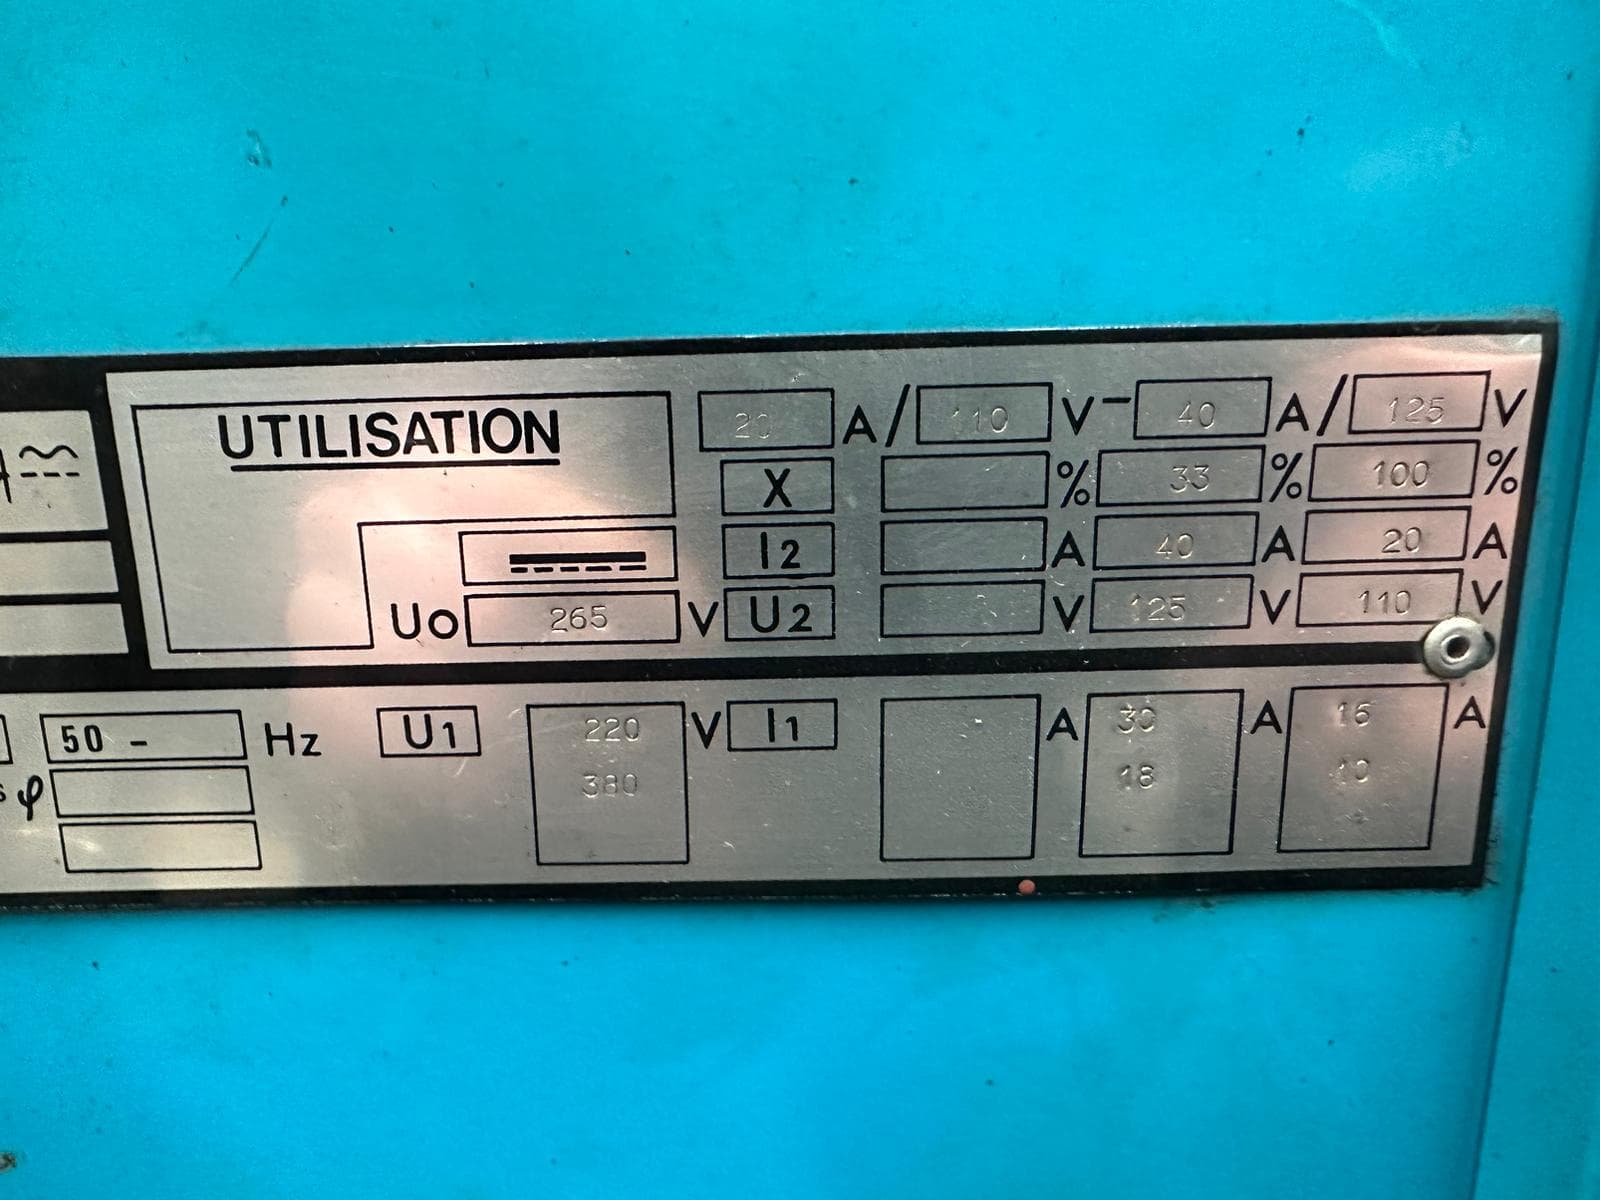 UTILISATION 20 A/ 110 V- 40 A/ 125 V
X % 33 % 100 %
I2 A 40 A 20 A
Uo 265 V U2 V 125 V 110 V
50 - Hz U1 220 V I1 A 30 A 16 A
380 18 10
φ